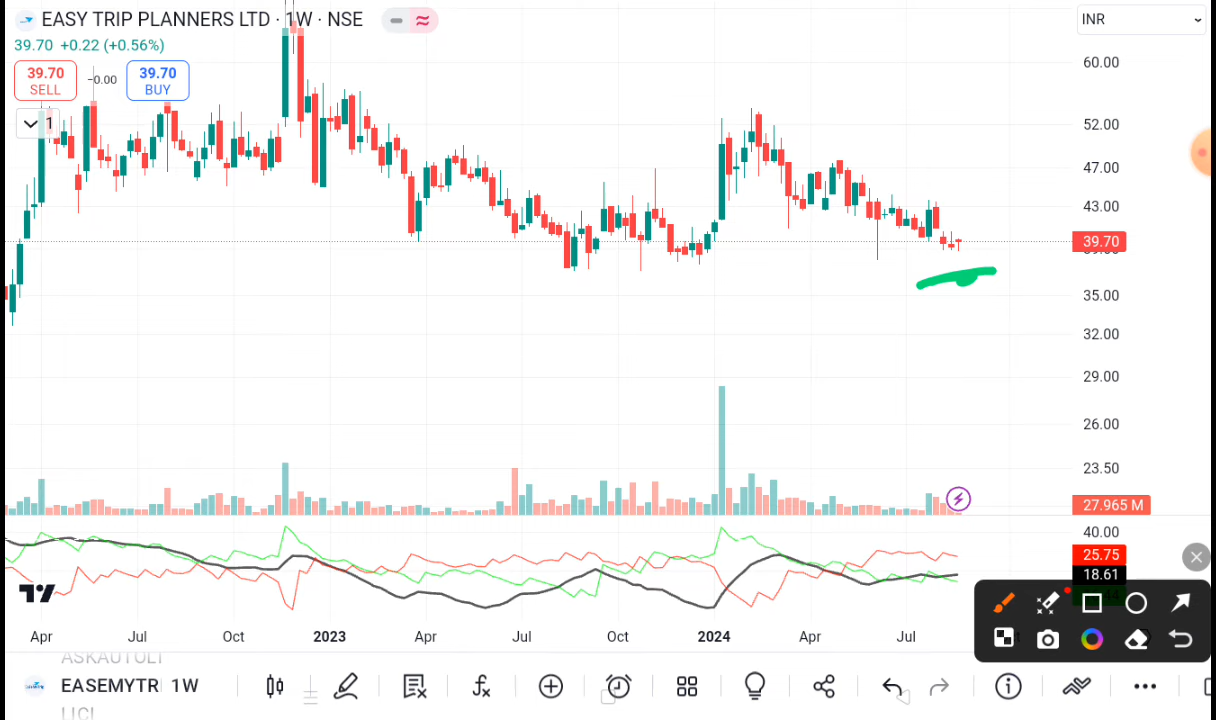 EASY TRIP PLANNERS LTD · 1W · NSE
INR
39.70 +0.22 (+0.56%)
39.70
SELL
−0.00
39.70
BUY
1
60.00
52.00
47.00
43.00
39.70
35.00
32.00
29.00
26.00
23.50
27.965 M
40.00
25.75
18.61
Apr
Jul
Oct
2023
Apr
Jul
Oct
2024
Apr
Jul
ASKAUTOLT
EASEMYTR 1W
LICI